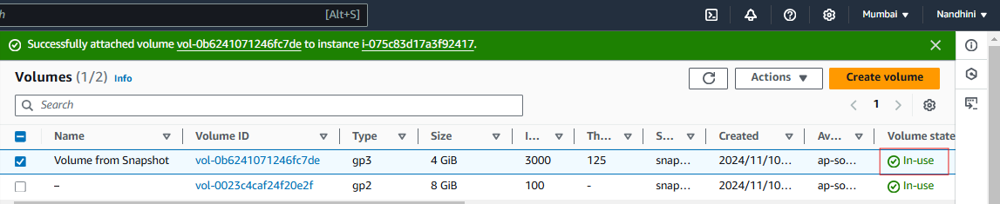 [Alt+S] Mumbai Nandhini
Successfully attached volume vol-0b6241071246fc7de to instance i-075c83d17a3f92417.
Volumes (1/2) Info Actions Create volume
Search 1
Name Volume ID Type Size I... Th... S... Created Av... Volume state
Volume from Snapshot vol-0b6241071246fc7de gp3 4 GiB 3000 125 snap... 2024/11/10... ap-so... In-use
– vol-0023c4caf24f20e2f gp2 8 GiB 100 - snap... 2024/11/10... ap-so... In-use